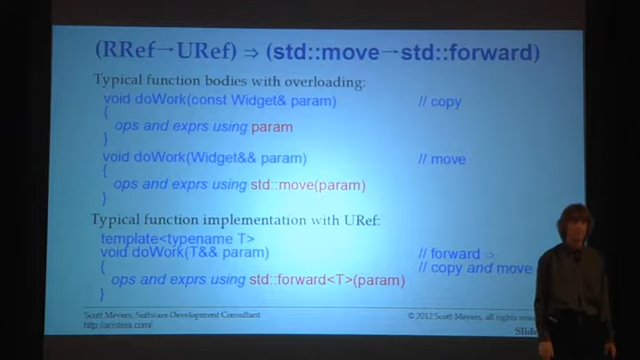 (RRef→URef) ⇒ (std::move→std::forward)
Typical function bodies with overloading:
void doWork(const Widget& param) // copy
{
ops and exprs using param
}
void doWork(Widget&& param) // move
{
ops and exprs using std::move(param)
}
Typical function implementation with URef:
template<typename T>
void doWork(T&& param) // forward ⇒
{ // copy and move
ops and exprs using std::forward<T>(param)
}
Scott Meyers, Software Development Consultant © 2012 Scott Meyers, all rights
http://aristeia.com/ Slide